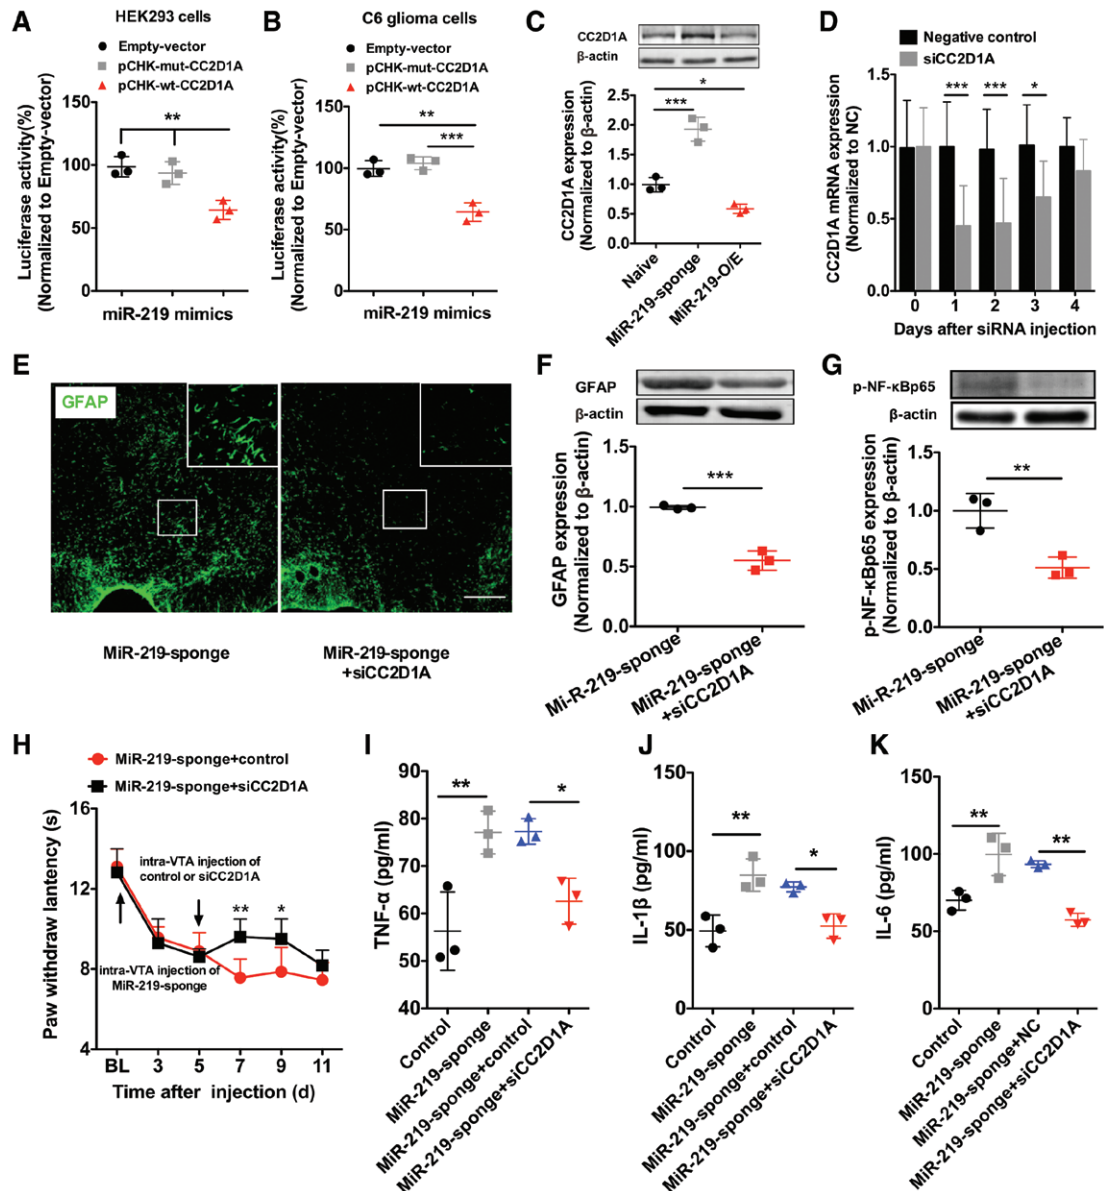 A
HEK293 cells
Empty-vector
pCHK-mut-CC2D1A
pCHK-wt-CC2D1A
Luciferase activity(%)
(Normalized to Empty-vector)
150
100
50
0
**
miR-219 mimics
B
C6 glioma cells
Empty-vector
pCHK-mut-CC2D1A
pCHK-wt-CC2D1A
Luciferase activity(%)
(Normalized to Empty-vector)
150
100
50
0
**
***
miR-219 mimics
C
CC2D1A
β-actin
CC2D1A expression
(Normalized to β-actin)
2.5
2.0
1.5
1.0
0.5
0.0
*
***
Naive
MiR-219-sponge
MiR-219-O/E
D
Negative control
siCC2D1A
CC2D1A mRNA expression
(Normalized to NC)
1.5
1.0
0.5
0.0
*** *** *
0 1 2 3 4
Days after siRNA injection
E
GFAP
MiR-219-sponge
MiR-219-sponge
+siCC2D1A
F
GFAP
β-actin
GFAP expression
(Normalized to β-actin)
1.5
1.0
0.5
0.0
***
Mi-R-219-sponge
MiR-219-sponge
+siCC2D1A
G
p-NF-κBp65
β-actin
p-NF-κBp65 expression
(Normalized to β-actin)
1.5
1.0
0.5
0.0
**
Mi-R-219-sponge
MiR-219-sponge
+siCC2D1A
H
MiR-219-sponge+control
MiR-219-sponge+siCC2D1A
Paw withdraw lantency (s)
16
12
8
4
intra-VTA injection of
control or siCC2D1A
** *
intra-VTA injection of
MiR-219-sponge
BL 3 5 7 9 11
Time after injection (d)
I
TNF-α (pg/ml)
90
80
70
60
50
40
** *
Control
MiR-219-sponge
MiR-219-sponge+control
MiR-219-sponge+siCC2D1A
J
IL-1β (pg/ml)
150
100
50
0
** *
Control
MiR-219-sponge
MiR-219-sponge+control
MiR-219-sponge+siCC2D1A
K
IL-6 (pg/ml)
150
100
50
0
** **
Control
MiR-219-sponge
MiR-219-sponge+NC
MiR-219-sponge+siCC2D1A